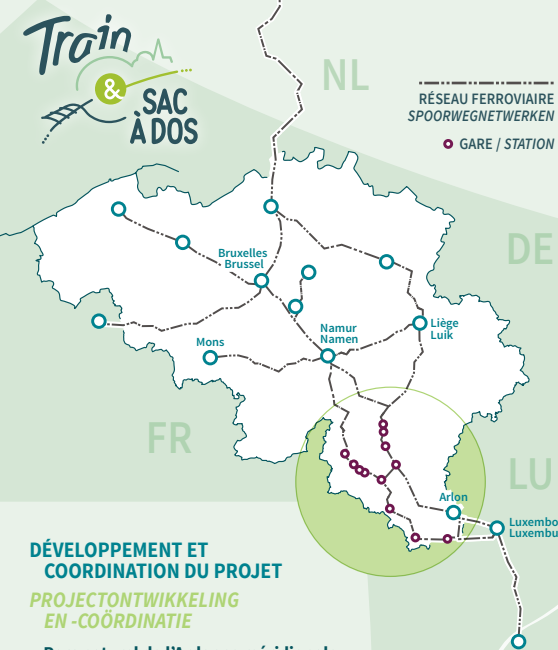 Train
&
SAC
À DOS
NL
RÉSEAU FERROVIAIRE
SPOORWEGNETWERKEN
GARE / STATION
DE
Bruxelles
Brussel
Liège
Luik
Namur
Namen
Mons
FR
LU
Arlon
Luxembo
Luxembu
DÉVELOPPEMENT ET
COORDINATION DU PROJET
PROJECTONTWIKKELING
EN -COÖRDINATIE